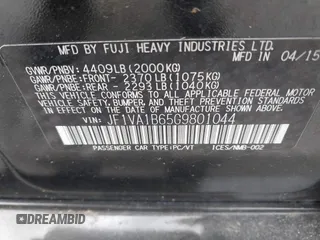 MFD BY FUJI HEAVY INDUSTRIES LTD.
MFD IN 04/15
GVWR/PNBV: 4409LB(2000KG)
GAWR/PNBE: FRONT- 2370LB(1075KG)
GAWR/PNBE: REAR - 2293LB(1040KG)
THIS VEHICLE CONFORMS TO ALL APPLICABLE
FEDERAL MOTOR VEHICLE SAFETY, BUMPER,
AND THEFT PREVENTION STANDARDS IN EFFECT
ON THE DATE OF MANUFACTURE SHOWN ABOVE.
VIN: JF1VA1B65G9801044
PASSENGER CAR TYPE:PC/VT ICES/NMB-002
DREAMBID